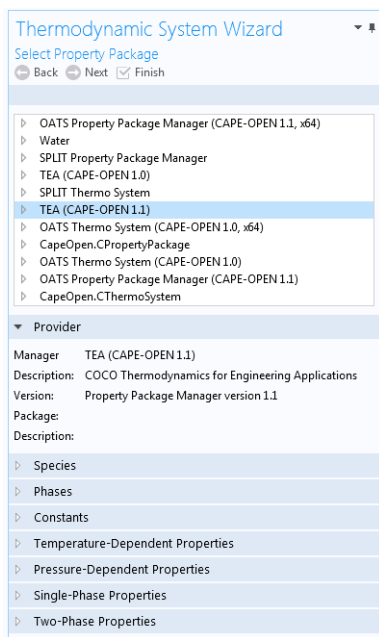 Thermodynamic System Wizard
Select Property Package
Back Next Finish
OATS Property Package Manager (CAPE-OPEN 1.1, x64)
Water
SPLIT Property Package Manager
TEA (CAPE-OPEN 1.0)
SPLIT Thermo System
TEA (CAPE-OPEN 1.1)
OATS Thermo System (CAPE-OPEN 1.0, x64)
CapeOpen.CPropertyPackage
OATS Thermo System (CAPE-OPEN 1.0)
OATS Property Package Manager (CAPE-OPEN 1.1)
CapeOpen.CThermoSystem
Provider
Manager TEA (CAPE-OPEN 1.1)
Description: COCO Thermodynamics for Engineering Applications
Version: Property Package Manager version 1.1
Package:
Description:
Species
Phases
Constants
Temperature-Dependent Properties
Pressure-Dependent Properties
Single-Phase Properties
Two-Phase Properties